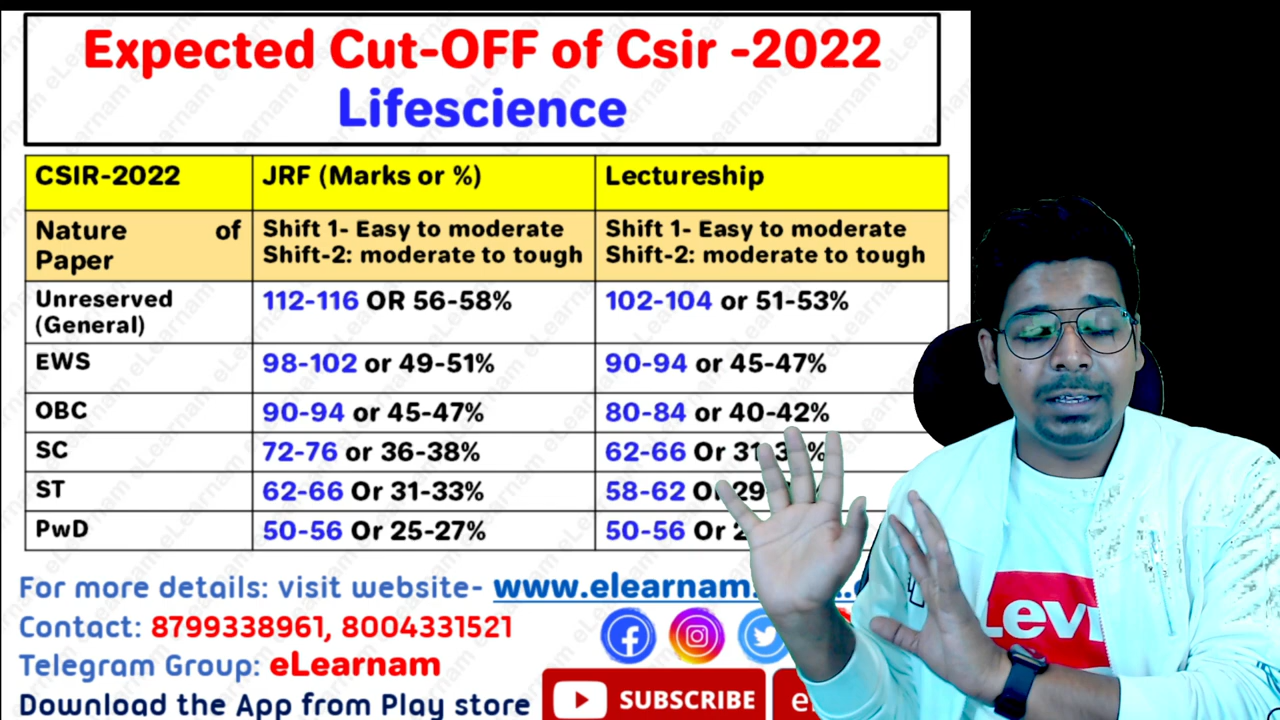 Expected Cut-OFF of Csir -2022
Lifescience
CSIR-2022 JRF (Marks or %) Lectureship
Nature of Paper Shift 1- Easy to moderate Shift-2: moderate to tough Shift 1- Easy to moderate Shift-2: moderate to tough
Unreserved (General) 112-116 OR 56-58% 102-104 or 51-53%
EWS 98-102 or 49-51% 90-94 or 45-47%
OBC 90-94 or 45-47% 80-84 or 40-42%
SC 72-76 or 36-38% 62-66 Or
ST 62-66 Or 31-33% 58-62
PwD 50-56 Or 25-27% 50-56 Or
For more details: visit website- www.elearnam
Contact: 8799338961, 8004331521
Telegram Group: eLearnam
Download the App from Play store
SUBSCRIBE
Levi